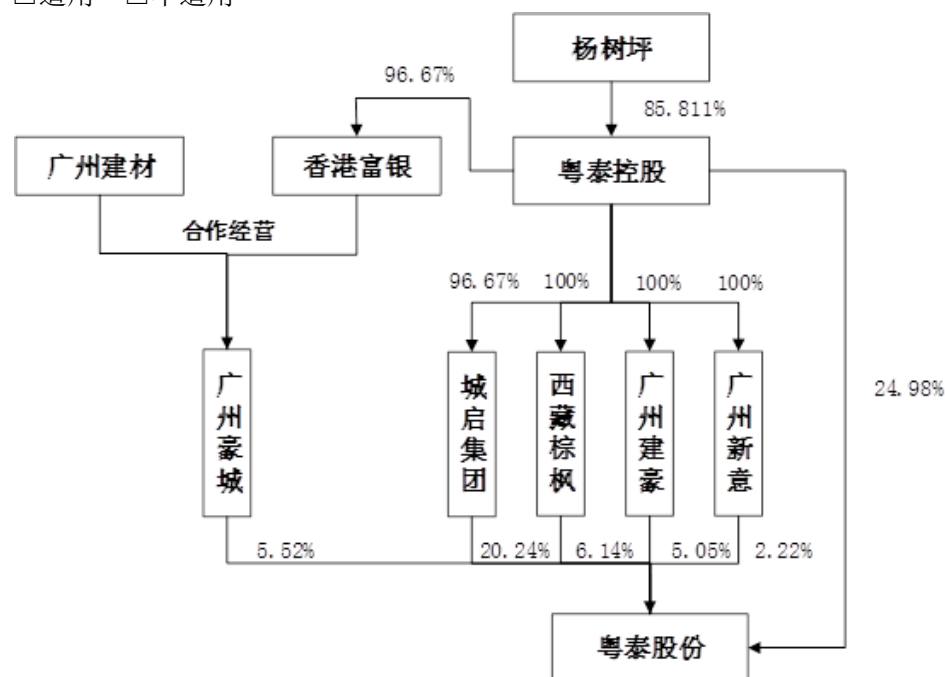 杨树坪
96.67%
85.811%
广州建材
香港富银
粤泰控股
合作经营
96.67%
100%
100%
100%
广州豪城
城启集团
西藏棕枫
广州建豪
广州新意
24.98%
5.52%
20.24%
6.14%
5.05%
2.22%
粤泰股份